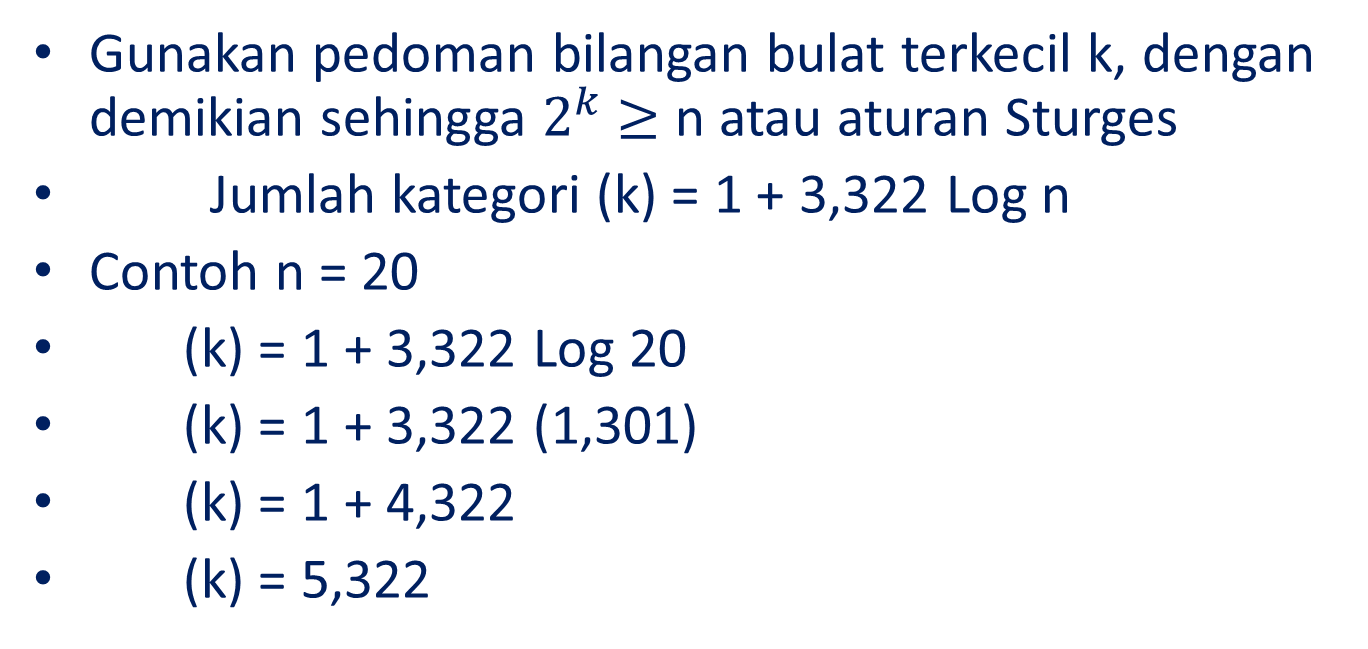 • Gunakan pedoman bilangan bulat terkecil k, dengan
demikian sehingga 2^k ≥ n atau aturan Sturges
• Jumlah kategori (k) = 1 + 3,322 Log n
• Contoh n = 20
• (k) = 1 + 3,322 Log 20
• (k) = 1 + 3,322 (1,301)
• (k) = 1 + 4,322
• (k) = 5,322